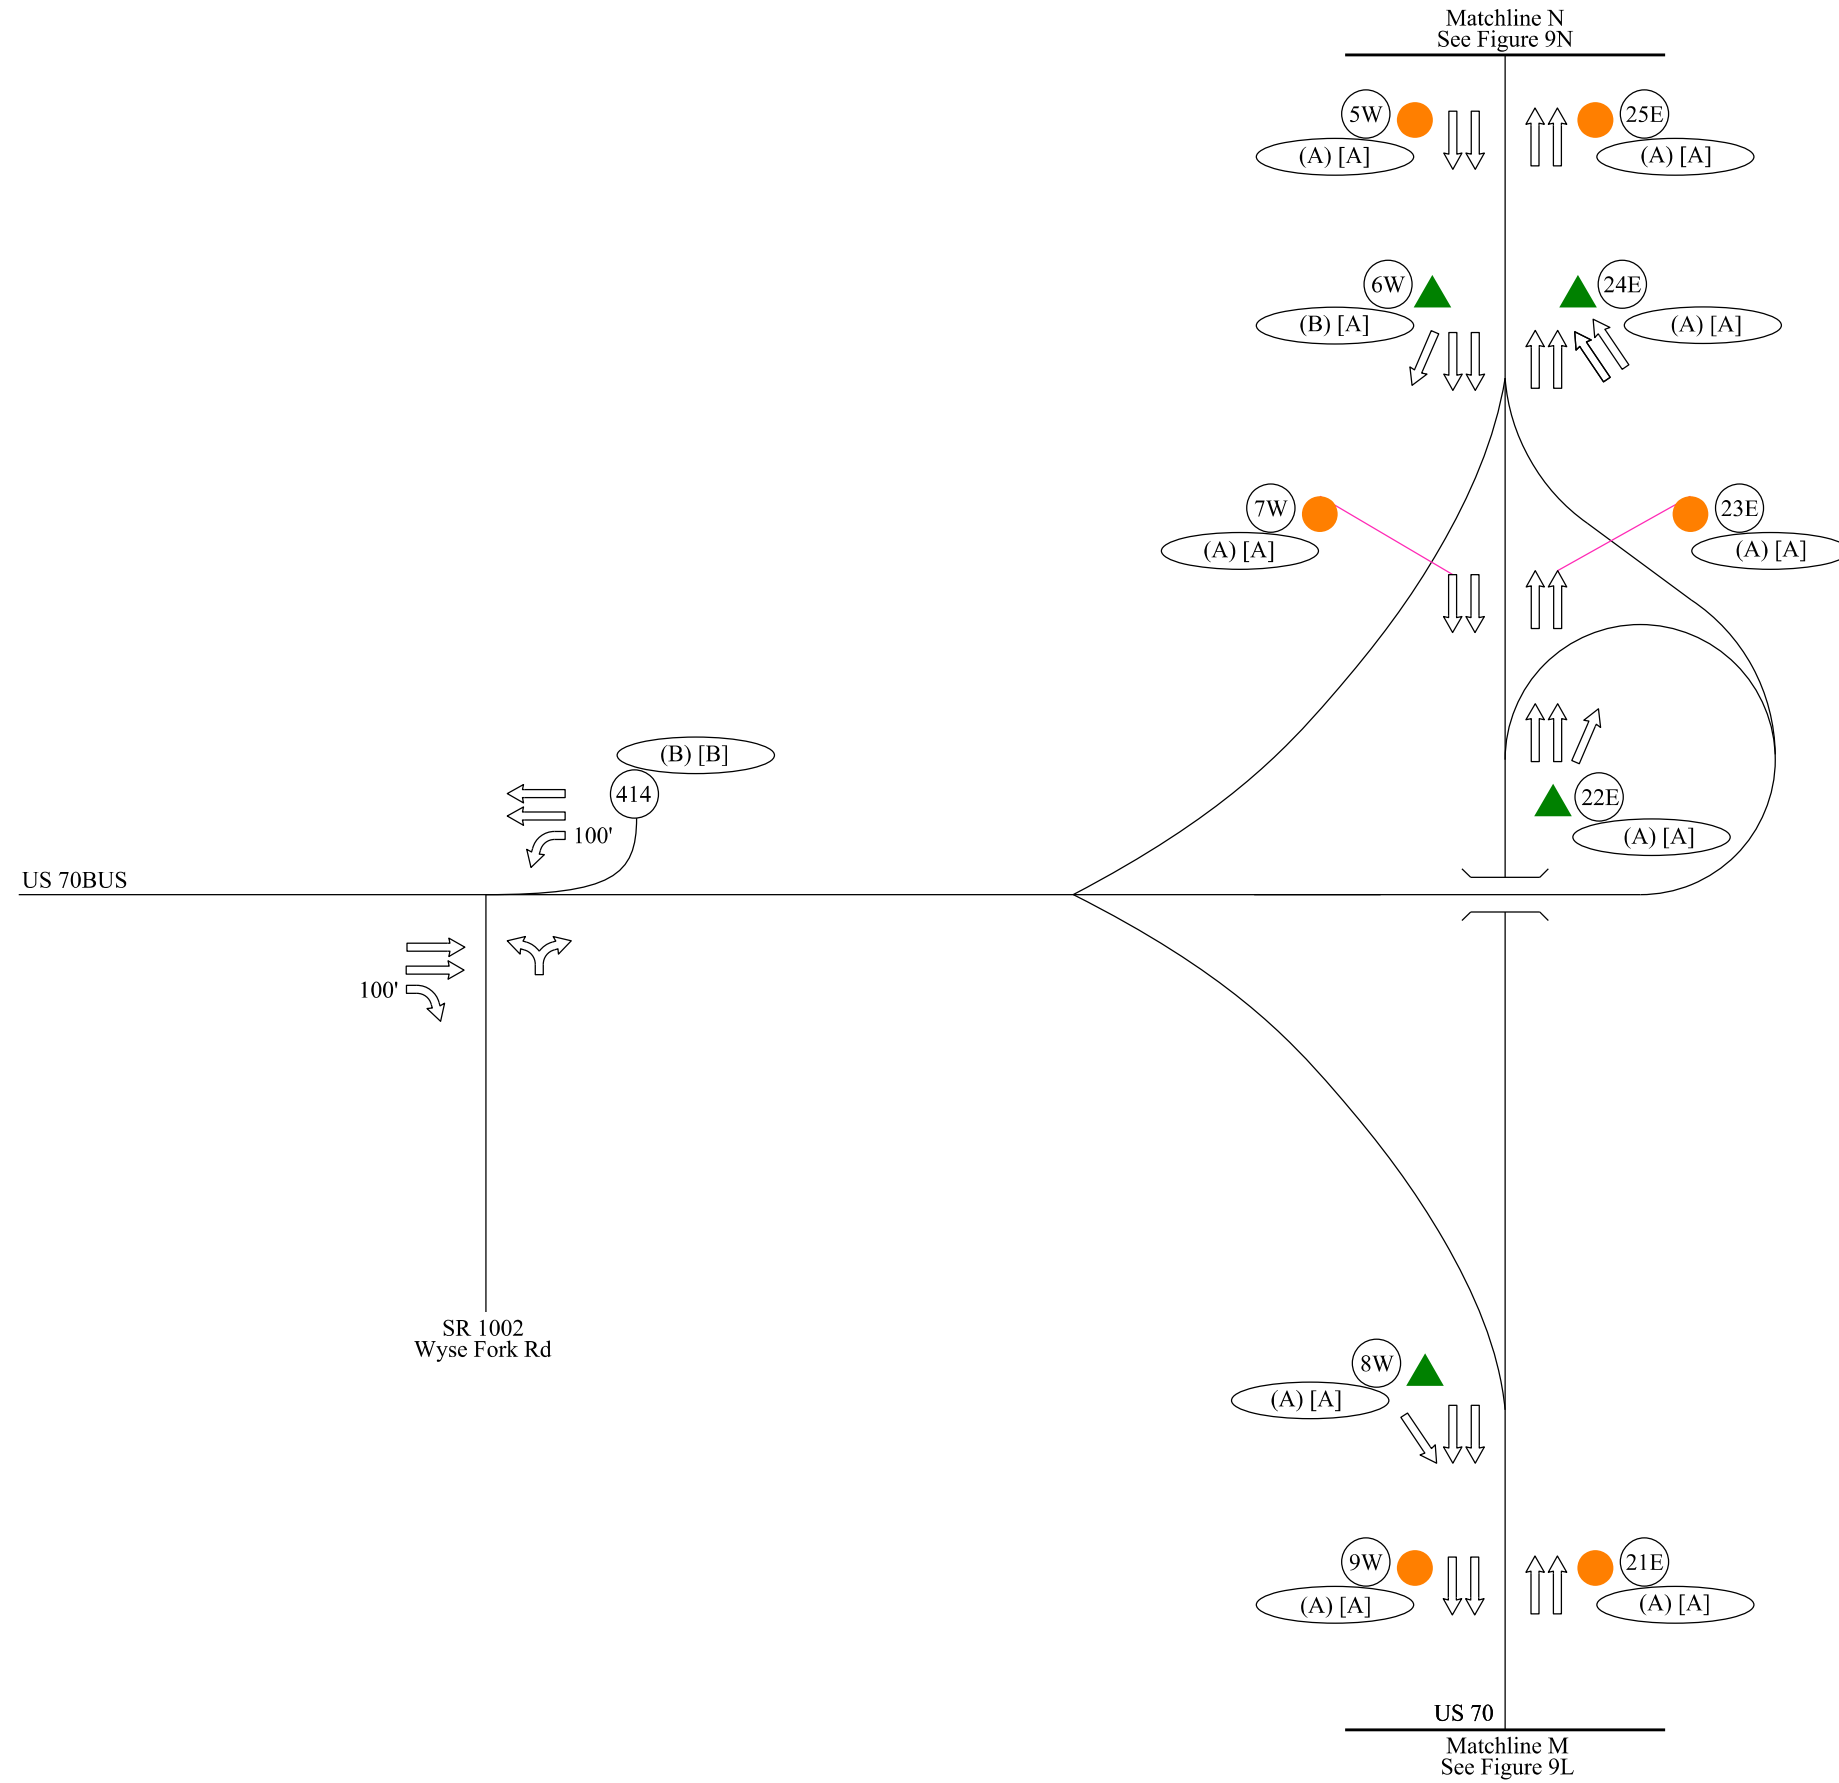 Matchline N
See Figure 9N
5W
25E
(A) [A]
(A) [A]
6W
24E
(B) [A]
(A) [A]
7W
23E
(A) [A]
(A) [A]
(B) [B]
414
100'
22E
(A) [A]
US 70BUS
100'
SR 1002
Wyse Fork Rd
8W
(A) [A]
9W
21E
(A) [A]
(A) [A]
US 70
Matchline M
See Figure 9L